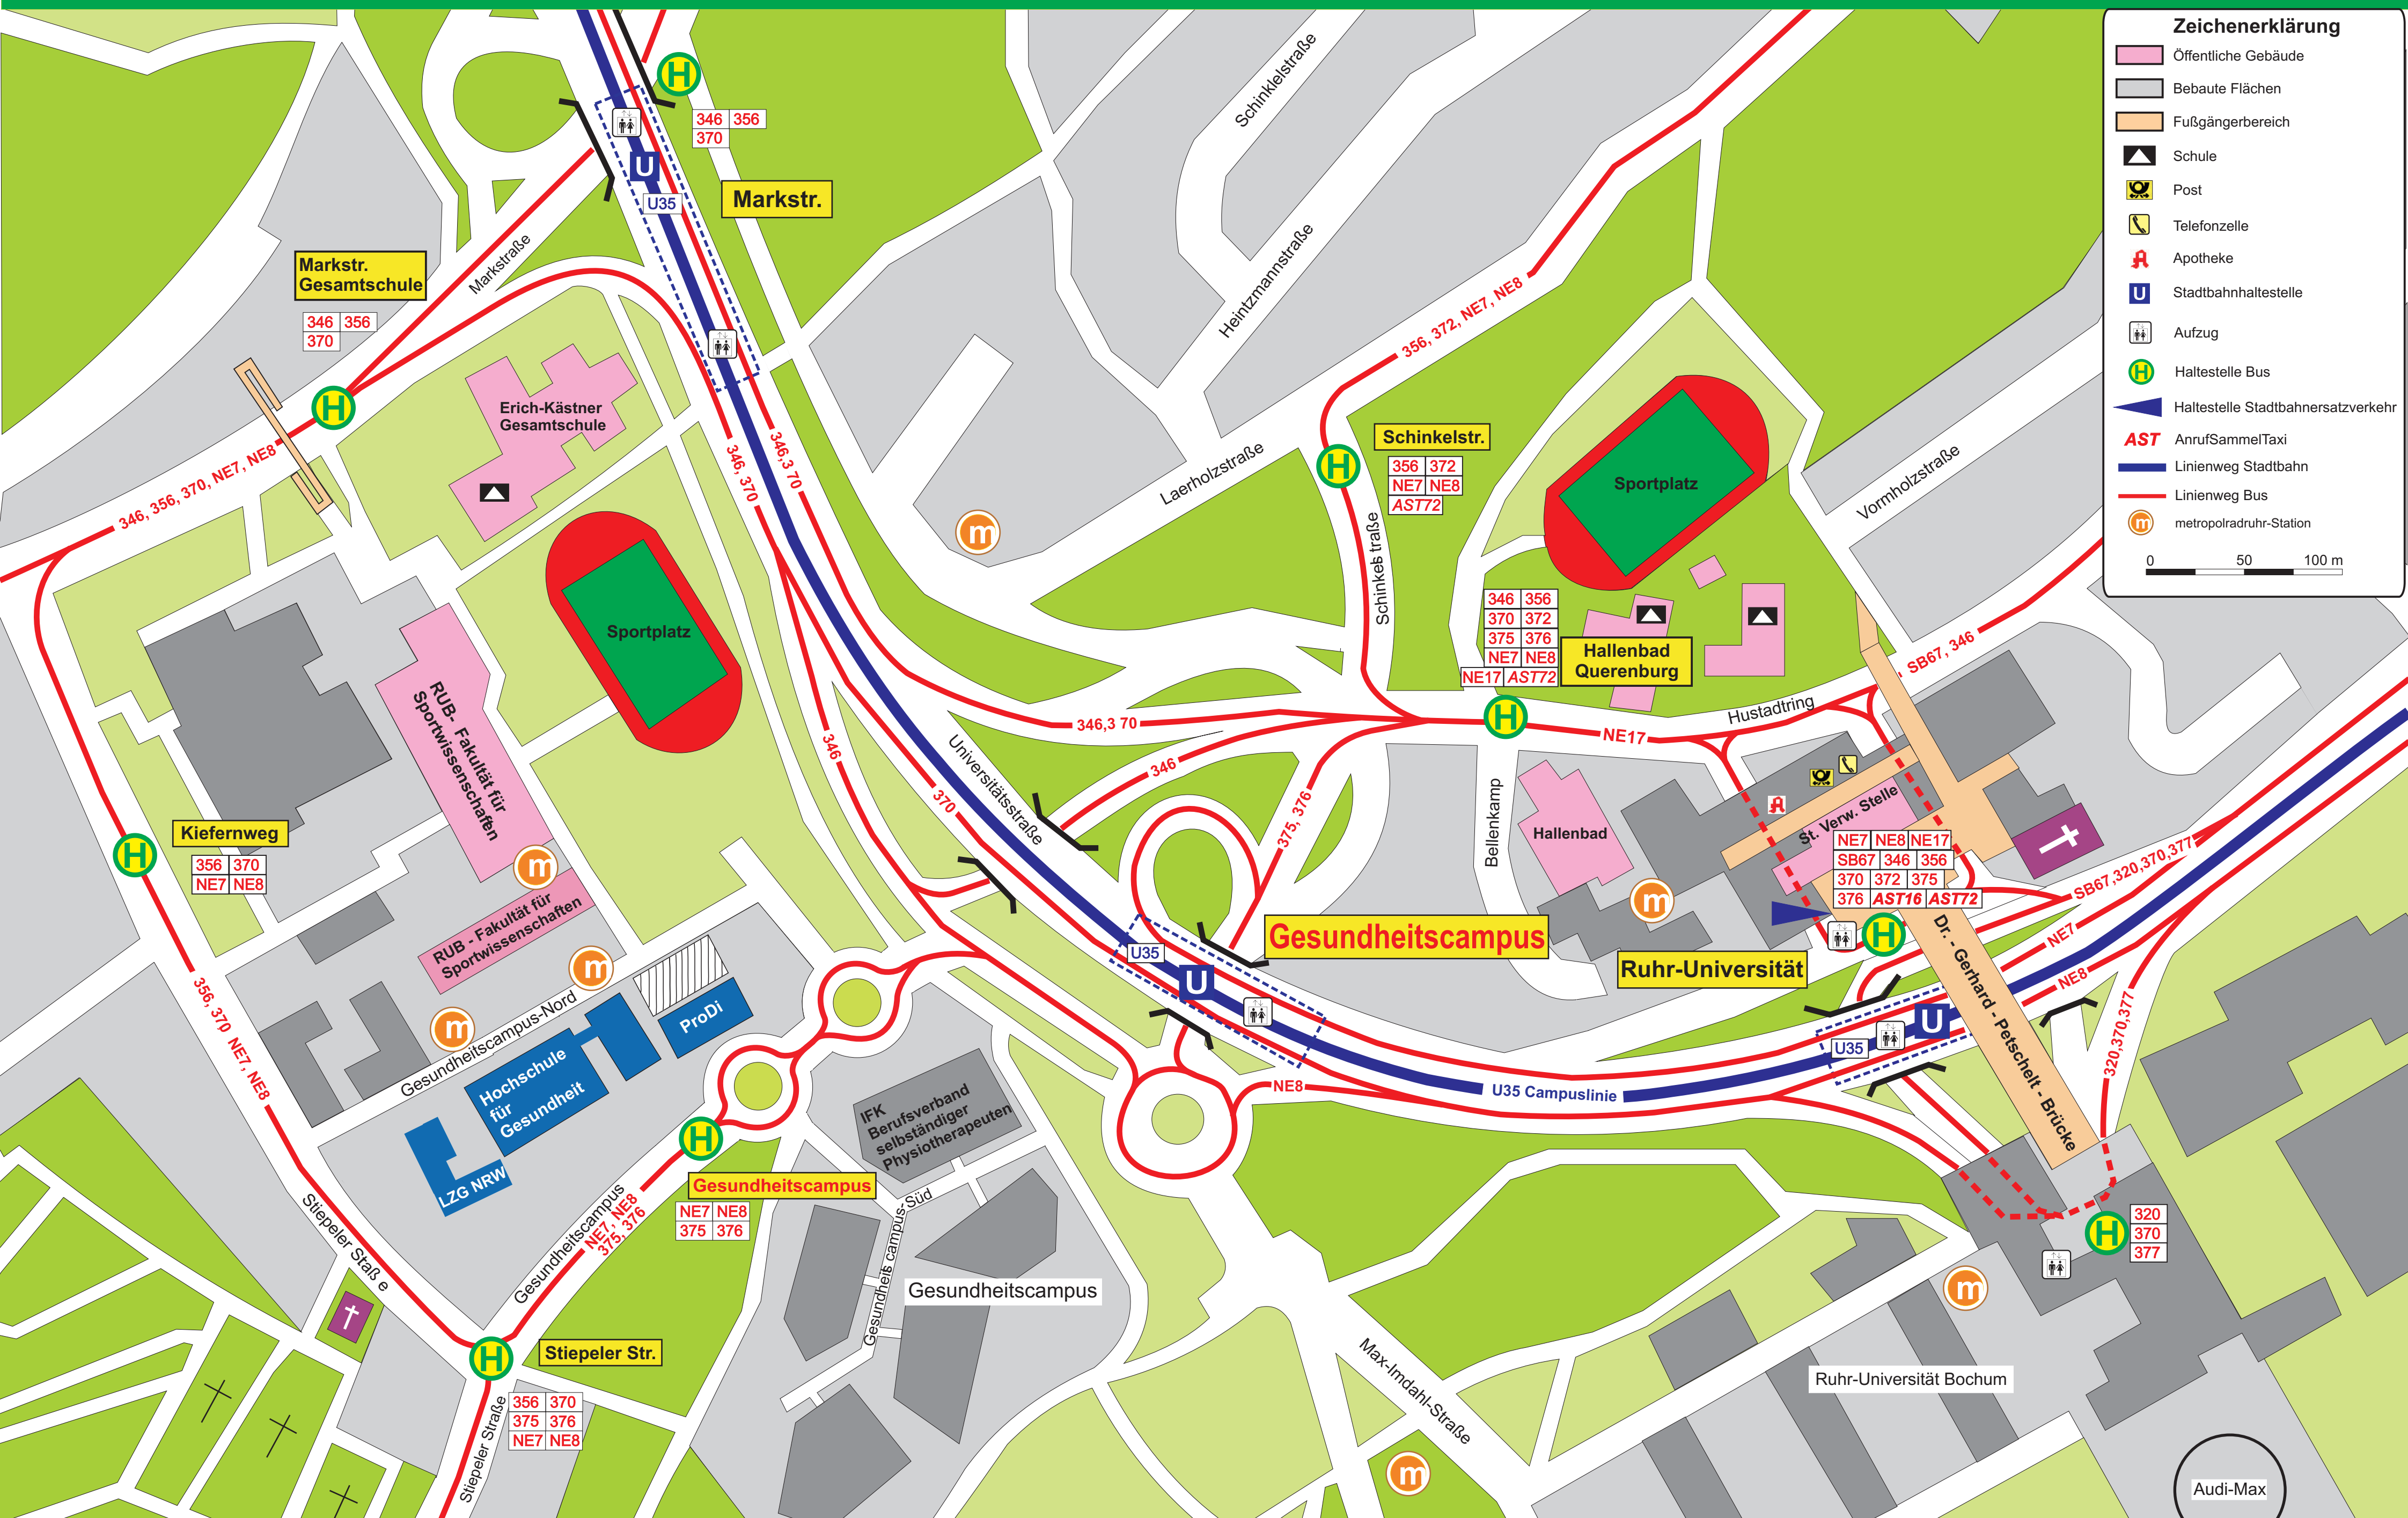 Zeichenerklärung
Öffentliche Gebäude
Bebaute Flächen
Fußgängerbereich
Schule
Post
Telefonzelle
Apotheke
U Stadtbahnhaltestelle
Aufzug
H Haltestelle Bus
Haltestelle Stadtbahnersatzverkehr
AST AnrufSammelTaxi
Linienweg Stadtbahn
Linienweg Bus
m metropolradruhr-Station
0 50 100 m
H
346 356
370
U
U35
Markstr.
Markstr.
Gesamtschule
346 356
370
Markstraße
H
346, 356, 370, NE7, NE8
Erich-Kästner
Gesamtschule
346, 370
346,3 70
Sportplatz
Schinklelstraße
Heintzmannstraße
Laerholzstraße
m
356, 372, NE7, NE8
H
Schinkelstr.
356 372
NE7 NE8
AST72
Schinkels traße
Sportplatz
Vormholzstraße
346 356
370 372
375 376
NE7 NE8
NE17 AST72
Hallenbad
Querenburg
H
Hustadtring
NE17
SB67, 346
346,3 70
346
346
370
375, 376
Universitätsstraße
Bellenkamp
Hallenbad
m
St. Verw. Stelle
NE7 NE8 NE17
SB67 346 356
370 372 375
376 AST16 AST72
H
SB67,320,370,377
NE7
NE8
320,370,377
Dr. - Gerhard - Petschelt - Brücke
Ruhr-Universität
U
U35
Gesundheitscampus
U35
U
U35 Campuslinie
NE8
RUB- Fakultät für
Sportwissenschaften
m
RUB - Fakultät für
Sportwissenschaften
m
m
Kiefernweg
356 370
NE7 NE8
H
356, 370 NE7, NE8
Gesundheitscampus-Nord
Hochschule
für
Gesundheit
ProDi
LZG NRW
IFK
Berufsverband
selbständiger
Physiotherapeuten
H
Gesundheitscampus
NE7 NE8
375 376
Gesundheitscampus
NE7, NE8
375, 376
Gesundheits campus-Süd
Gesundheitscampus
Stiepeler Staß e
H
Stiepeler Str.
356 370
375 376
NE7 NE8
Stiepeler Straße
Max-Imdahl-Straße
m
H
320
370
377
m
Ruhr-Universität Bochum
Audi-Max